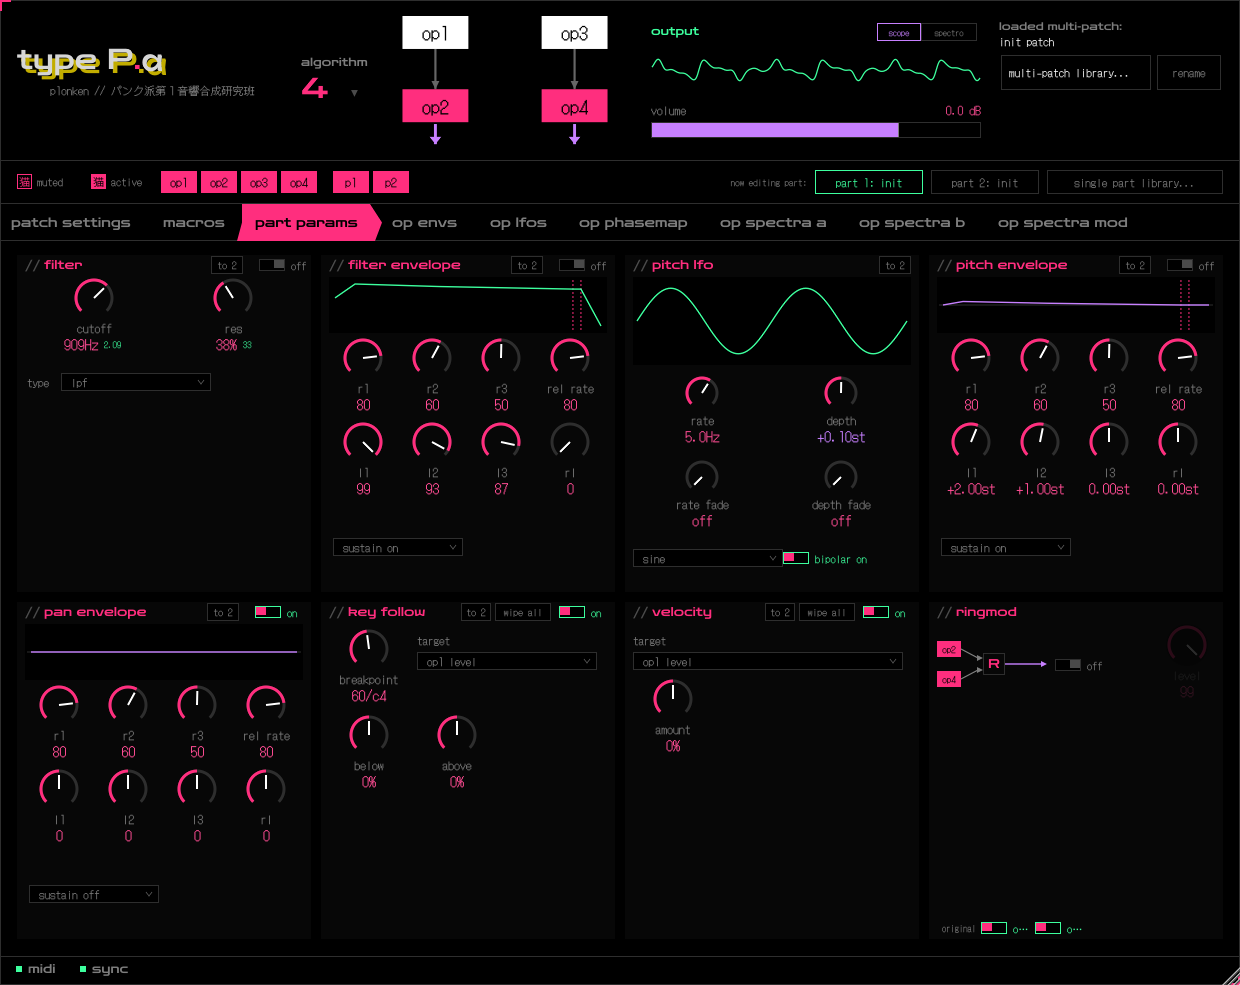 type P.a
plonken // パンク派第1音響合成研究班
algorithm
4
op1
op3
op2
op4
output
scope
spectro
volume
0.0 dB
loaded multi-patch:
init patch
multi-patch library...
rename
猫 muted
猫 active
op1 op2 op3 op4 p1 p2
now editing part:
part 1: init
part 2: init
single part library...
patch settings
macros
part params
op envs
op lfos
op phasemap
op spectra a
op spectra b
op spectra mod
// filter
to 2
off
cutoff
909Hz 2.09
res
38% 33
type
lpf
// filter envelope
to 2
off
r1
80
r2
60
r3
50
rel rate
80
l1
99
l2
93
l3
87
rl
0
sustain on
// pitch lfo
to 2
rate
5.0Hz
depth
+0.10st
rate fade
off
depth fade
off
sine
bipolar on
// pitch envelope
to 2
off
r1
80
r2
60
r3
50
rel rate
80
l1
+2.00st
l2
+1.00st
l3
0.00st
rl
0.00st
sustain on
// pan envelope
to 2
on
r1
80
r2
60
r3
50
rel rate
80
l1
0
l2
0
l3
0
rl
0
sustain off
// key follow
to 2
wipe all
on
breakpoint
60/c4
target
op1 level
below
0%
above
0%
// velocity
to 2
wipe all
on
target
op1 level
amount
0%
// ringmod
op2
op4
R
off
level
99
original
o…
o…
midi
sync